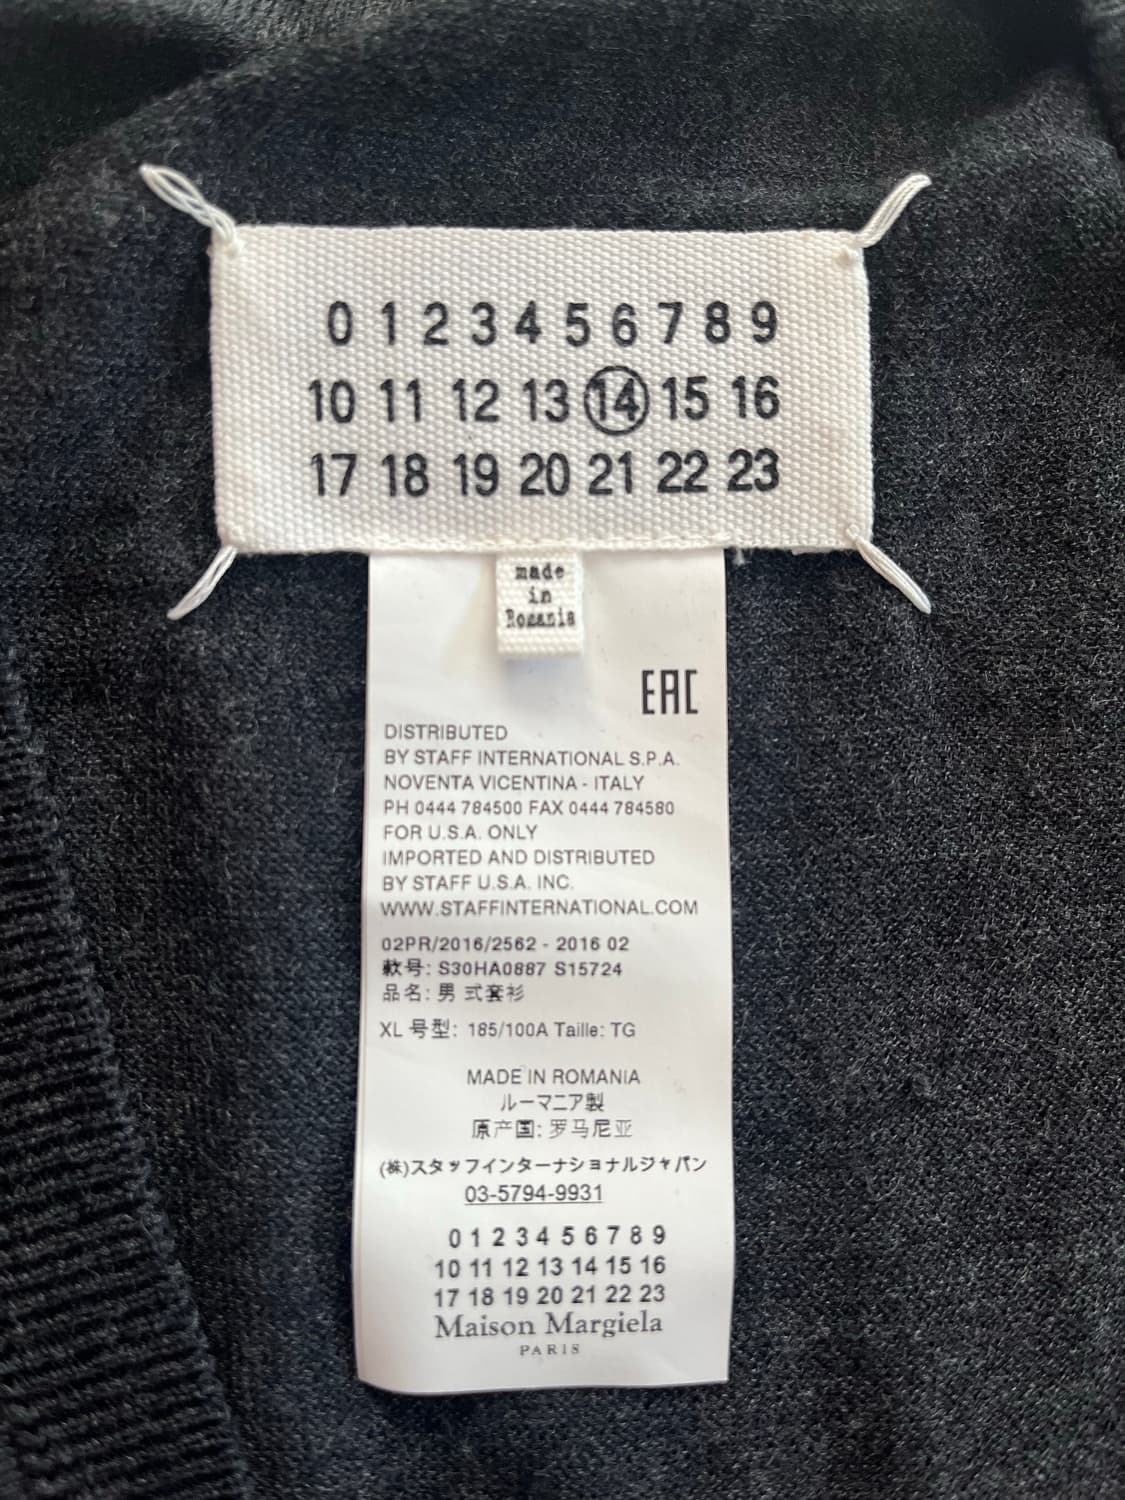 0 1 2 3 4 5 6 7 8 9
10 11 12 13 14 15 16
17 18 19 20 21 22 23
made
in
Romania
EAC
DISTRIBUTED
BY STAFF INTERNATIONAL S.P.A.
NOVENTA VICENTINA - ITALY
PH 0444 784500 FAX 0444 784580
FOR U.S.A. ONLY
IMPORTED AND DISTRIBUTED
BY STAFF U.S.A. INC.
WWW.STAFFINTERNATIONAL.COM
02PR/2016/2562 - 2016 02
款号: S30HA0887 S15724
品名: 男 式套衫
XL 号型: 185/100A Taille: TG
MADE IN ROMANIA
ルーマニア製
原产国: 罗马尼亚
(株)スタッフインターナショナルジャパン
03-5794-9931
0 1 2 3 4 5 6 7 8 9
10 11 12 13 14 15 16
17 18 19 20 21 22 23
Maison Margiela
PARIS